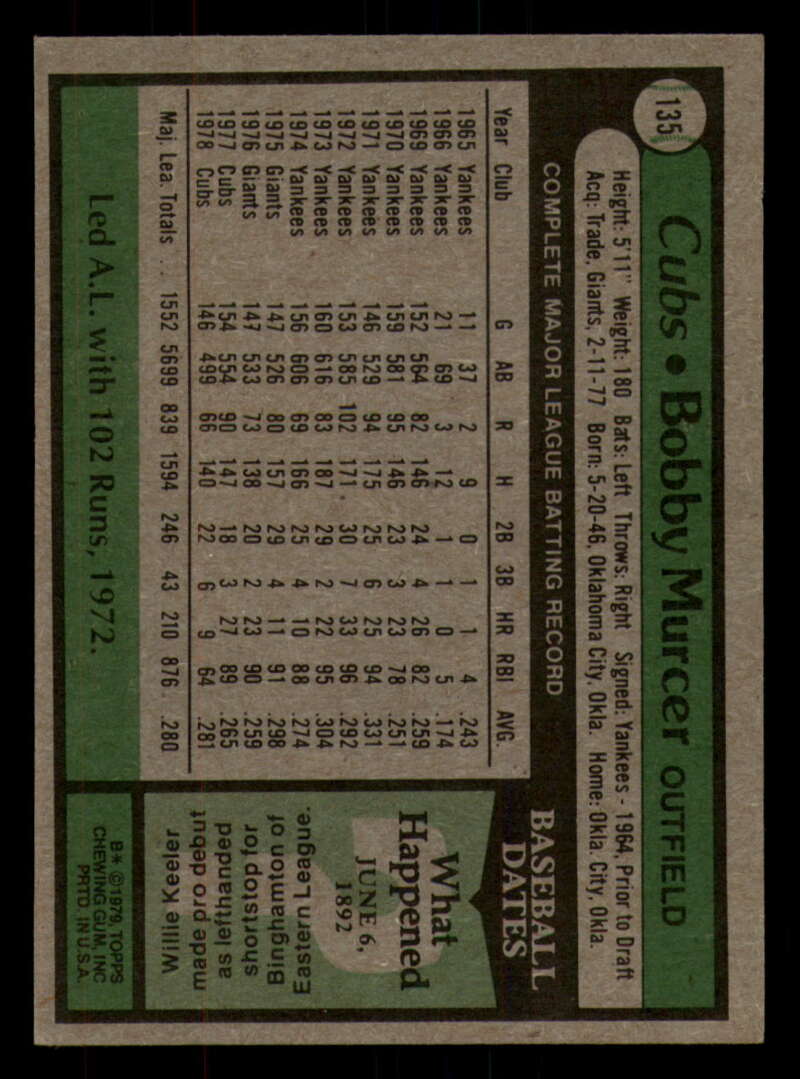 135
Cubs • Bobby Murcer OUTFIELD
Height: 5'11" Weight: 180 Bats: Left Throws: Right Signed: Yankees - 1964, Prior to Draft
Acq: Trade, Giants, 2-11-77 Born: 5-20-46, Oklahoma City, Okla. Home: Okla. City, Okla.
COMPLETE MAJOR LEAGUE BATTING RECORD
Year Club G AB R H 2B 3B HR RBI AVG.
1965 Yankees 11 37 2 9 0 1 1 4 .243
1966 Yankees 21 69 3 12 1 1 0 5 .174
1969 Yankees 152 564 82 146 24 4 26 82 .259
1970 Yankees 159 581 95 146 23 3 23 78 .251
1971 Yankees 146 529 94 175 25 6 25 94 .331
1972 Yankees 153 585 102 171 30 7 33 96 .292
1973 Yankees 160 616 83 187 29 2 22 95 .304
1974 Yankees 156 606 69 166 25 4 10 88 .274
1975 Giants 147 526 80 157 29 4 11 91 .298
1976 Giants 147 533 73 138 20 2 23 90 .259
1977 Cubs 154 554 90 147 18 3 27 89 .265
1978 Cubs 146 499 66 140 22 6 9 64 .281
Maj. Lea. Totals . . 1552 5699 839 1594 246 43 210 876 .280
Led A.L. with 102 Runs, 1972.
BASEBALL
DATES
What
Happened
JUNE 6,
1892
Willie Keeler
made pro debut
as lefthanded
shortstop for
Binghamton of
Eastern League.
B* ©1979 TOPPS
CHEWING GUM, INC
PRTD. IN U.S.A.